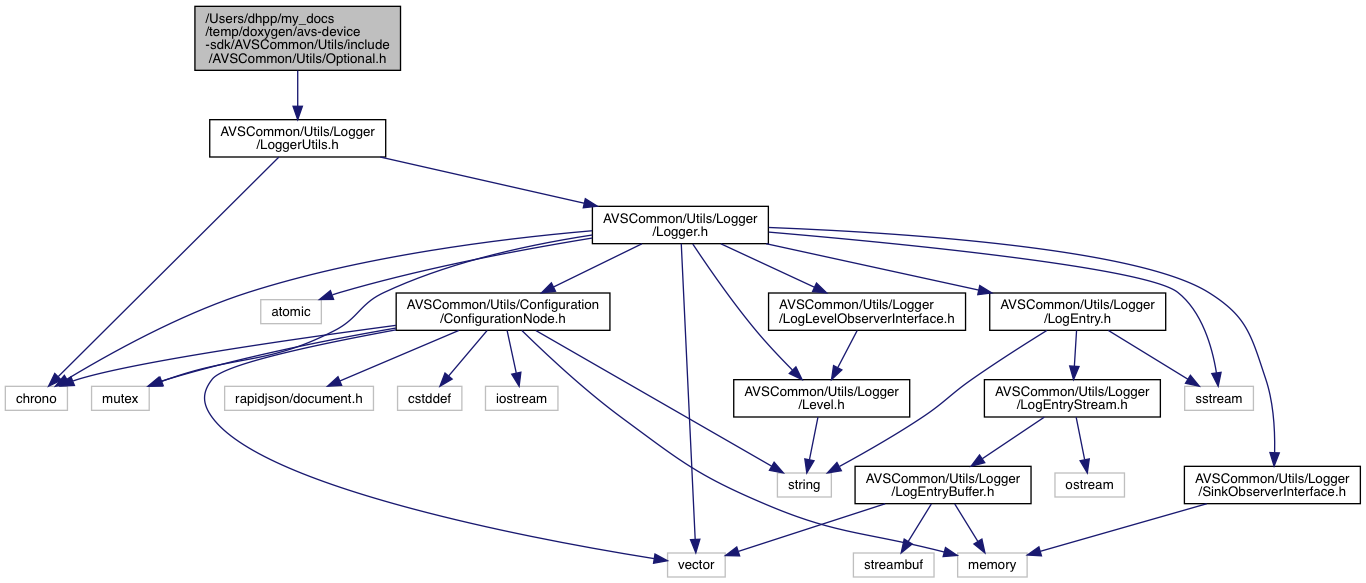 /Users/dhpp/my_docs
/temp/doxygen/avs-device
-sdk/AVSCommon/Utils/include
/AVSCommon/Utils/Optional.h
AVSCommon/Utils/Logger
/LoggerUtils.h
AVSCommon/Utils/Logger
/Logger.h
atomic
AVSCommon/Utils/Configuration
/ConfigurationNode.h
AVSCommon/Utils/Logger
/LogLevelObserverInterface.h
AVSCommon/Utils/Logger
/LogEntry.h
chrono
mutex
rapidjson/document.h
cstddef
iostream
AVSCommon/Utils/Logger
/Level.h
AVSCommon/Utils/Logger
/LogEntryStream.h
sstream
string
AVSCommon/Utils/Logger
/LogEntryBuffer.h
ostream
AVSCommon/Utils/Logger
/SinkObserverInterface.h
vector
streambuf
memory